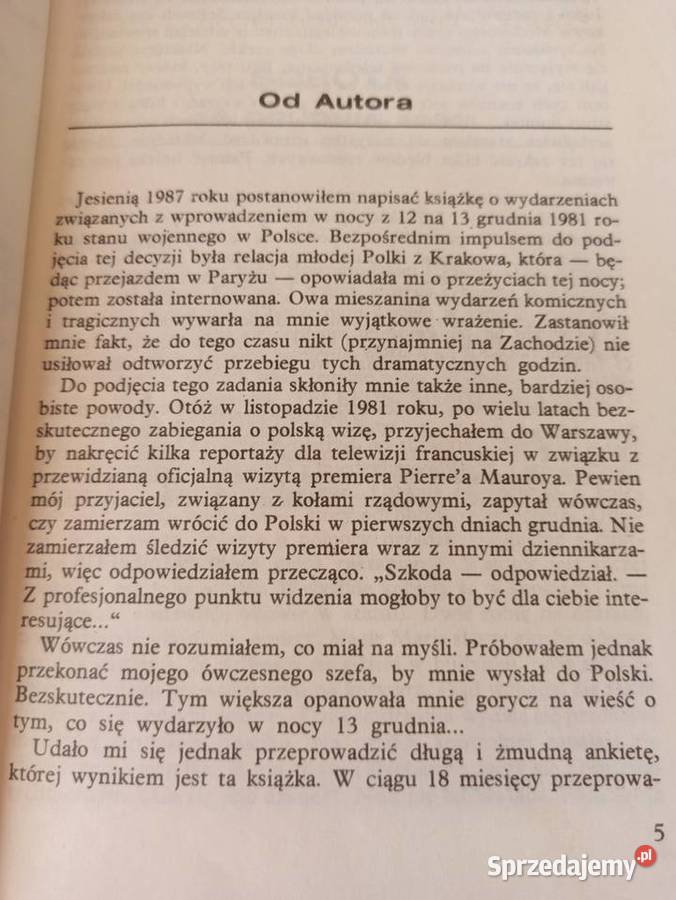 Od Autora
Jesienią 1987 roku postanowiłem napisać książkę o wydarzeniach
związanych z wprowadzeniem w nocy z 12 na 13 grudnia 1981 ro-
ku stanu wojennego w Polsce. Bezpośrednim impulsem do pod-
jęcia tej decyzji była relacja młodej Polki z Krakowa, która — bę-
dąc przejazdem w Paryżu — opowiadała mi o przeżyciach tej nocy;
potem została internowana. Owa mieszanina wydarzeń komicznych
i tragicznych wywarła na mnie wyjątkowe wrażenie. Zastanowił
mnie fakt, że do tego czasu nikt (przynajmniej na Zachodzie) nie
usiłował odtworzyć przebiegu tych dramatycznych godzin.
Do podjęcia tego zadania skłoniły mnie także inne, bardziej oso-
biste powody. Otóż w listopadzie 1981 roku, po wielu latach bez-
skutecznego zabiegania o polską wizę, przyjechałem do Warszawy,
by nakręcić kilka reportaży dla telewizji francuskiej w związku z
przewidzianą oficjalną wizytą premiera Pierre'a Mauroya. Pewien
mój przyjaciel, związany z kołami rządowymi, zapytał wówczas,
czy zamierzam wrócić do Polski w pierwszych dniach grudnia. Nie
zamierzałem śledzić wizyty premiera wraz z innymi dziennikarza-
mi, więc odpowiedziałem przecząco. „Szkoda — odpowiedział. —
Z profesjonalnego punktu widzenia mogłoby to być dla ciebie inte-
resujące...“
Wówczas nie rozumiałem, co miał na myśli. Próbowałem jednak
przekonać mojego ówczesnego szefa, by mnie wysłał do Polski.
Bezskutecznie. Tym większa opanowała mnie gorycz na wieść o
tym, co się wydarzyło w nocy 13 grudnia...
Udało mi się jednak przeprowadzić długą i żmudną ankietę,
której wynikiem jest ta książka. W ciągu 18 miesięcy przeprowa-
5
Sprzedajemy.pl